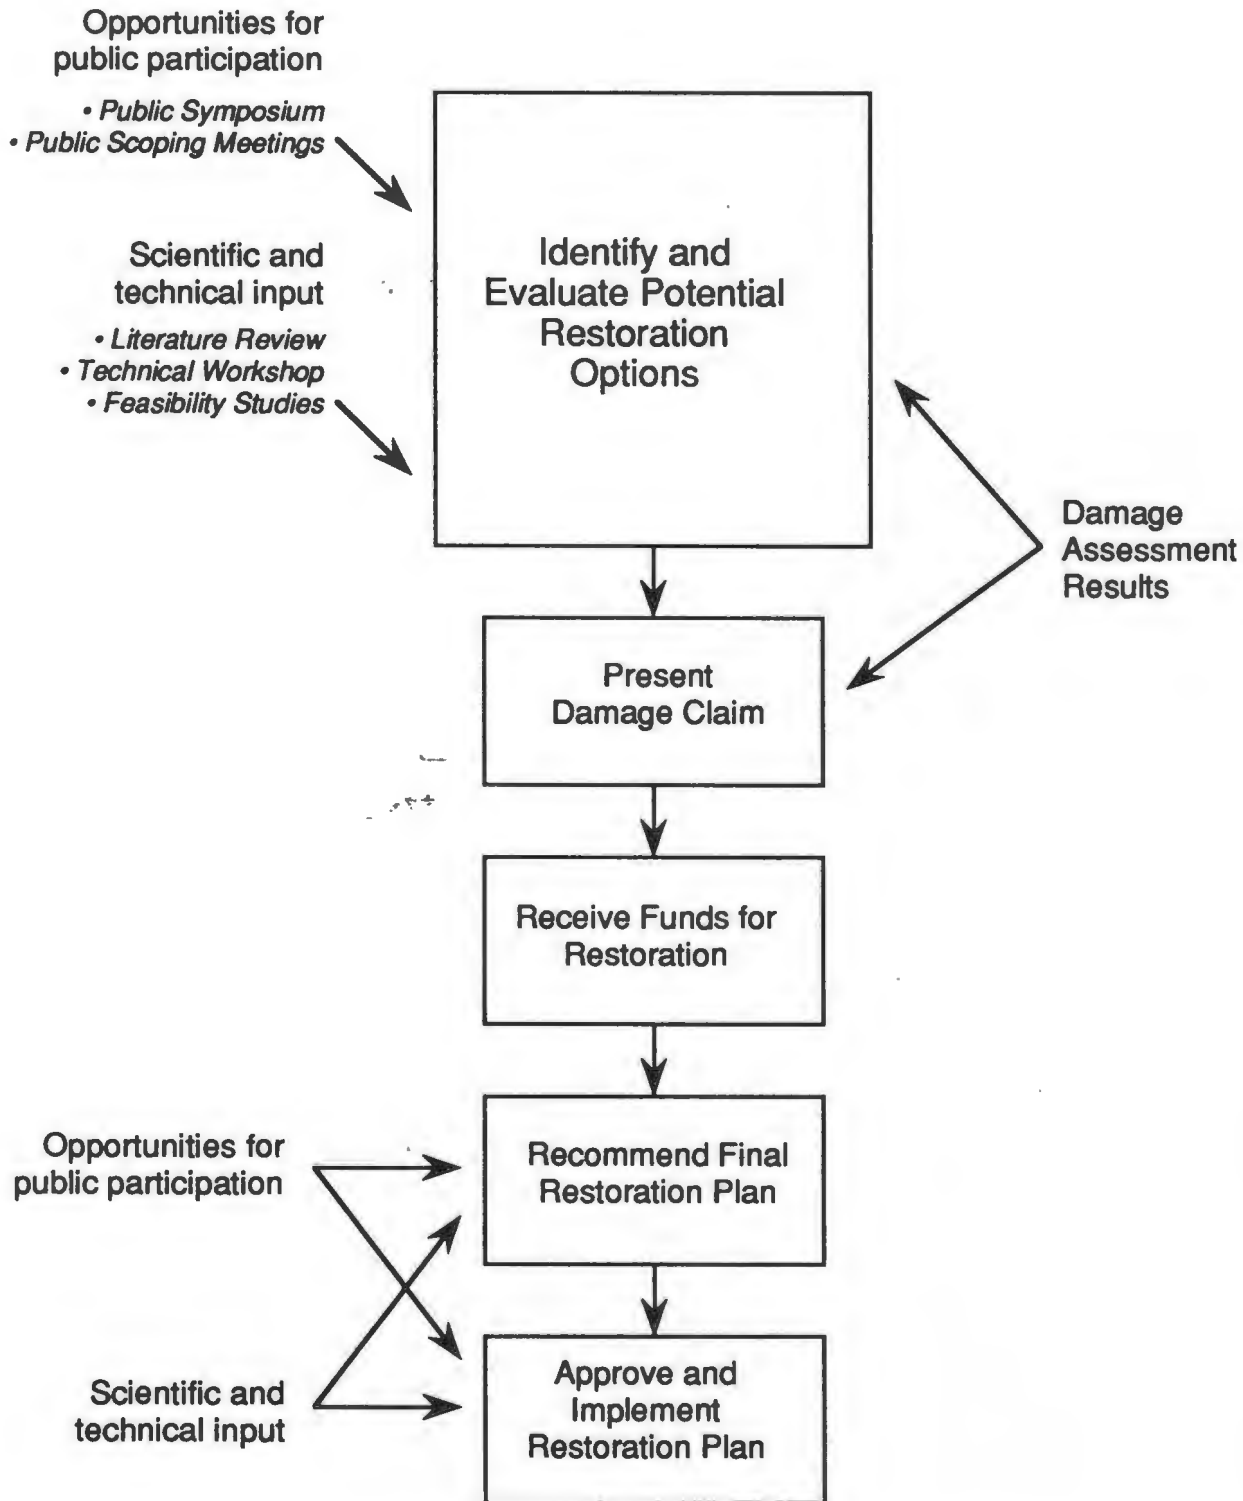 Opportunities for
public participation
• Public Symposium
• Public Scoping Meetings
Scientific and
technical input
• Literature Review
• Technical Workshop
• Feasibility Studies
Identify and
Evaluate Potential
Restoration
Options
Damage
Assessment
Results
Present
Damage Claim
Receive Funds for
Restoration
Opportunities for
public participation
Recommend Final
Restoration Plan
Scientific and
technical input
Approve and
Implement
Restoration Plan